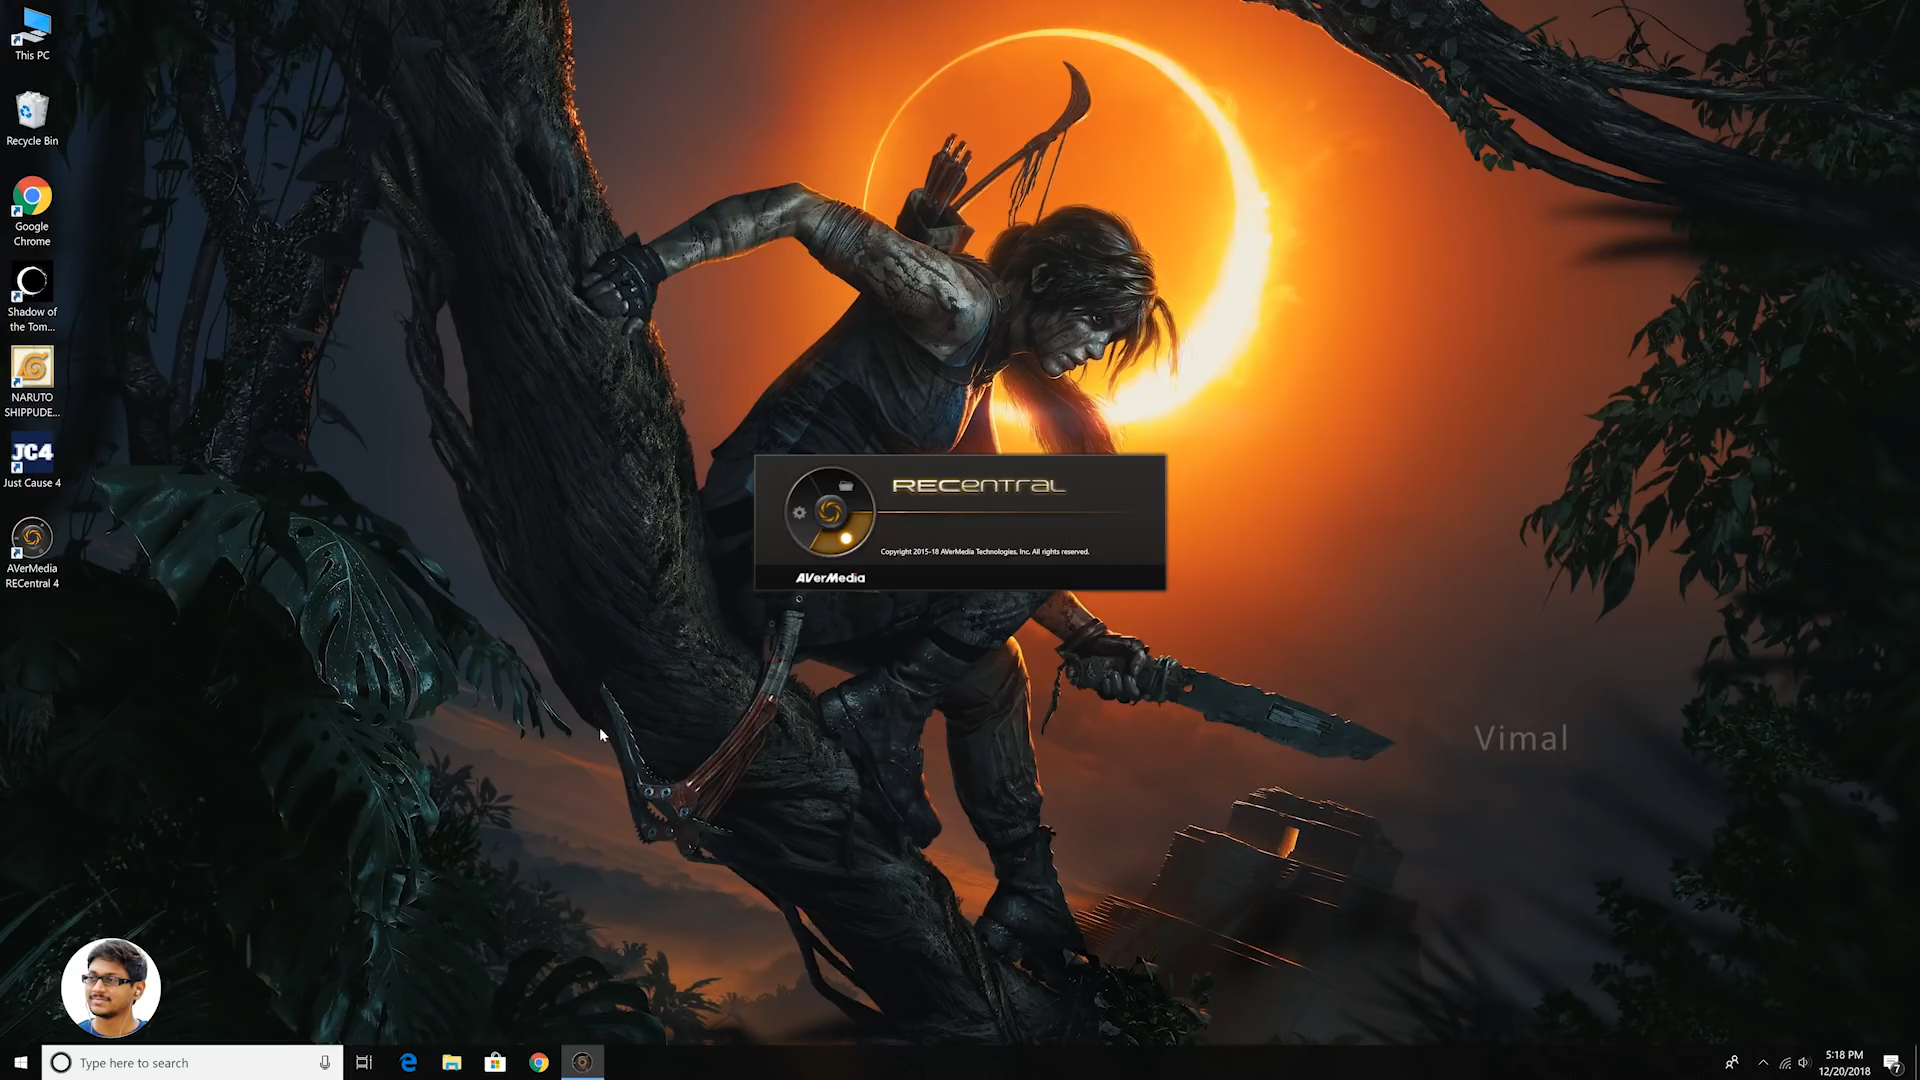 This PC
Recycle Bin
Google
Chrome
Shadow of
the Tom...
NARUTO
SHIPPUDE...
JC4
Just Cause 4
AVerMedia
RECentral 4
RECentral
Copyright 2015-18 AVerMedia Technologies, Inc. All rights reserved.
AVerMedia
Vimal
Type here to search
5:18 PM
12/20/2018
7